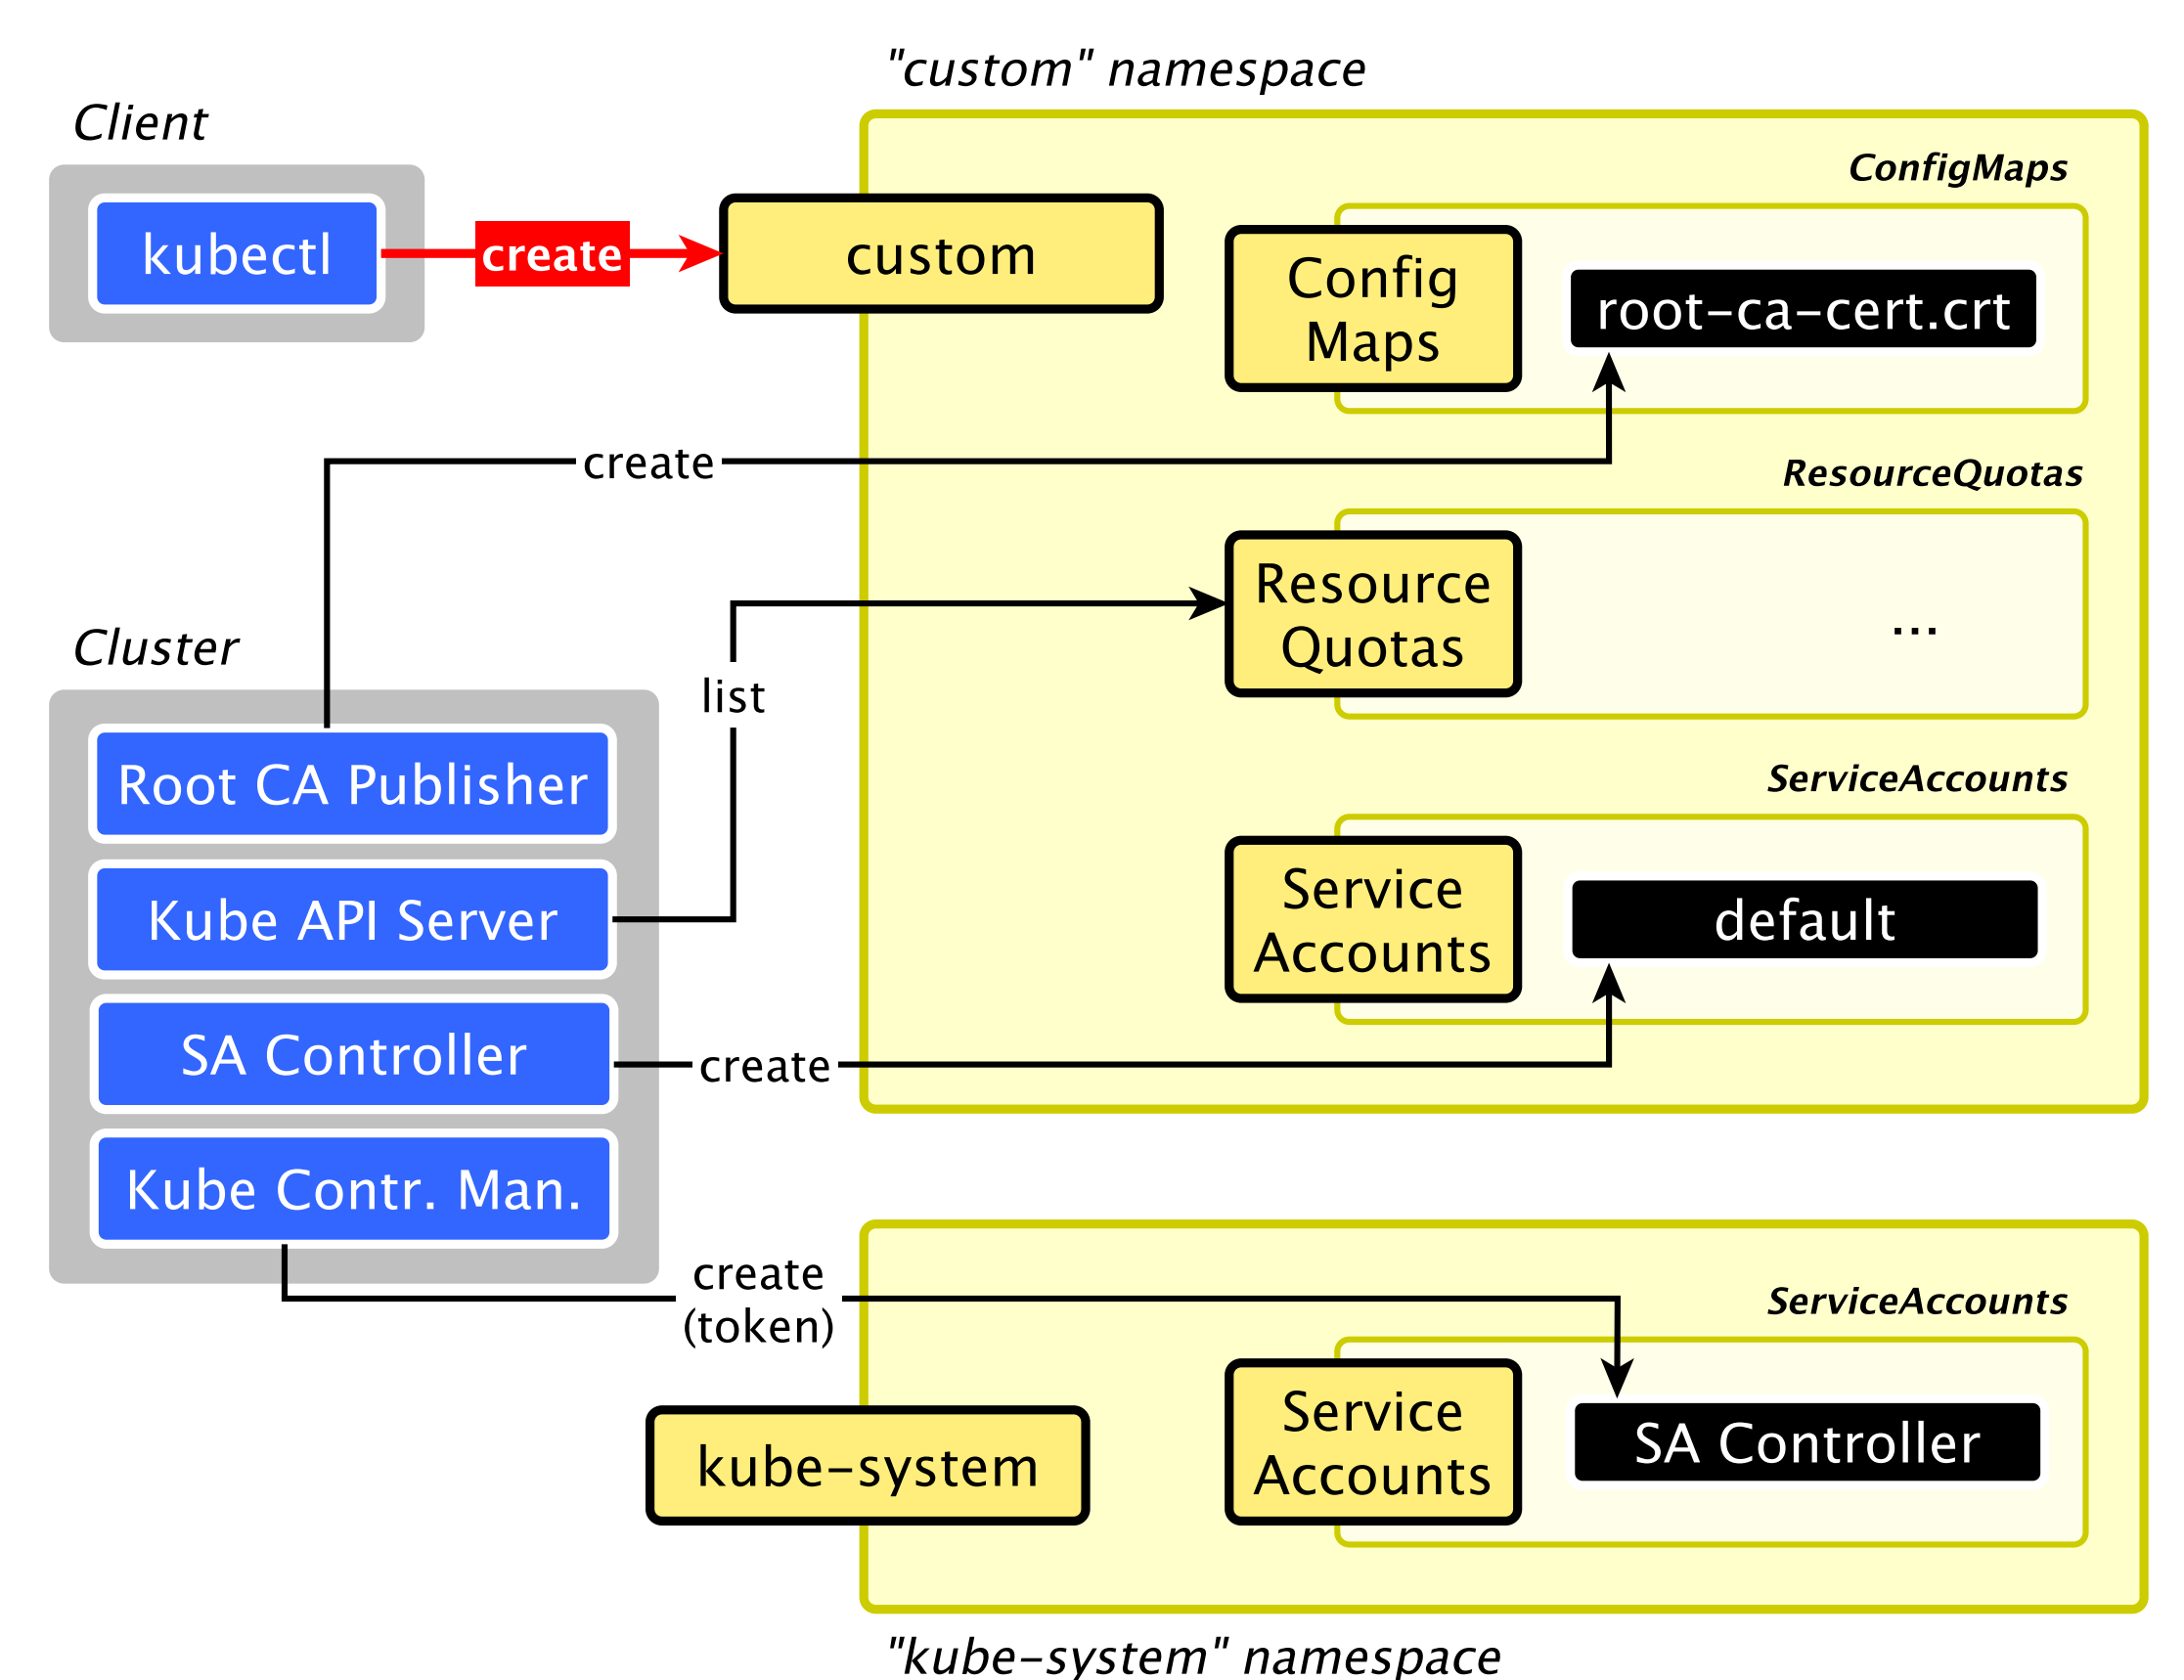 "custom" namespace
Client
kubectl
create
custom
ConfigMaps
Config
Maps
root-ca-cert.crt
create
ResourceQuotas
Resource
Quotas
...
list
Cluster
Root CA Publisher
Kube API Server
SA Controller
Kube Contr. Man.
ServiceAccounts
Service
Accounts
default
create
create
(token)
kube-system
ServiceAccounts
Service
Accounts
SA Controller
"kube-system" namespace